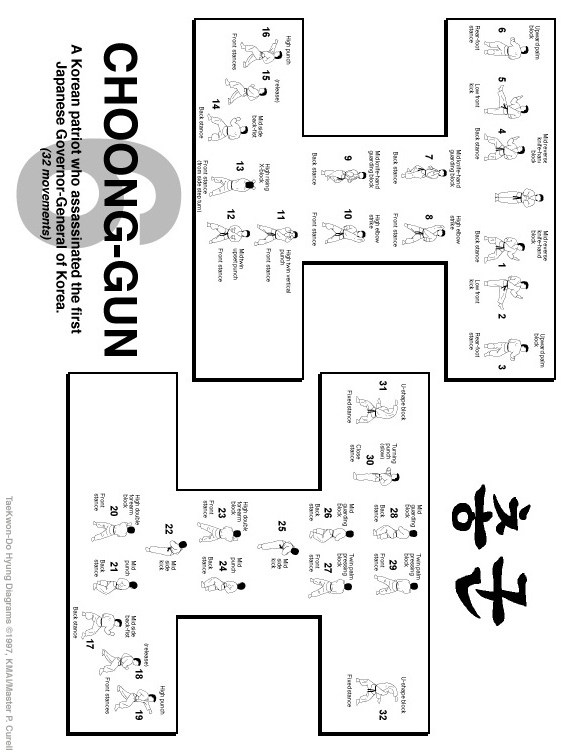 CHOONG-GUN
6
A Korean patriot who assassinated the first
Japanese Governor-General of Korea.
(32 movements)
Upward palm
block
6
Rear-foot
stance
5
Low front
kick
Mid reverse
knife-hand
block
4
Back stance
Mid reverse
knife-hand
block
1
Back stance
2
Low front
kick
Upward palm
block
3
Rear-foot
stance
Mid knife-hand
guarding block
7
Back stance
High elbow
strike
8
Front stance
Mid knife-hand
guarding block
9
Back stance
High elbow
strike
10
Front stance
High twin vertical
punch
11
Front stance
Mid twin
upset punch
12
Front stance
High rising
X-block
13
Front stance
(from side step turn)
Mid side
back-fist
14
Back stance
(release)
15
High punch
16
Front stances
Mid side
back-fist
17
Back stance
(release)
18
High punch
19
Front stances
High double
forearm
block
20
Front
stance
Mid
punch
21
Back
stance
22
Mid
side
kick
High double
forearm
block
23
Front
stance
Mid
punch
24
Back
stance
25
Mid
side
kick
Mid
guarding
block
26
Back
stance
Twin palm
pressing
block
27
Front
stance
Mid
guarding
block
28
Back
stance
Twin palm
pressing
block
29
Front
stance
Turning
punch
(slow)
30
Close
stance
U-shape block
31
Fixed stance
U-shape block
32
Fixed stance
TaeKwon-Do Hyung Diagrams ©1997, KMAI/Master P. Curell